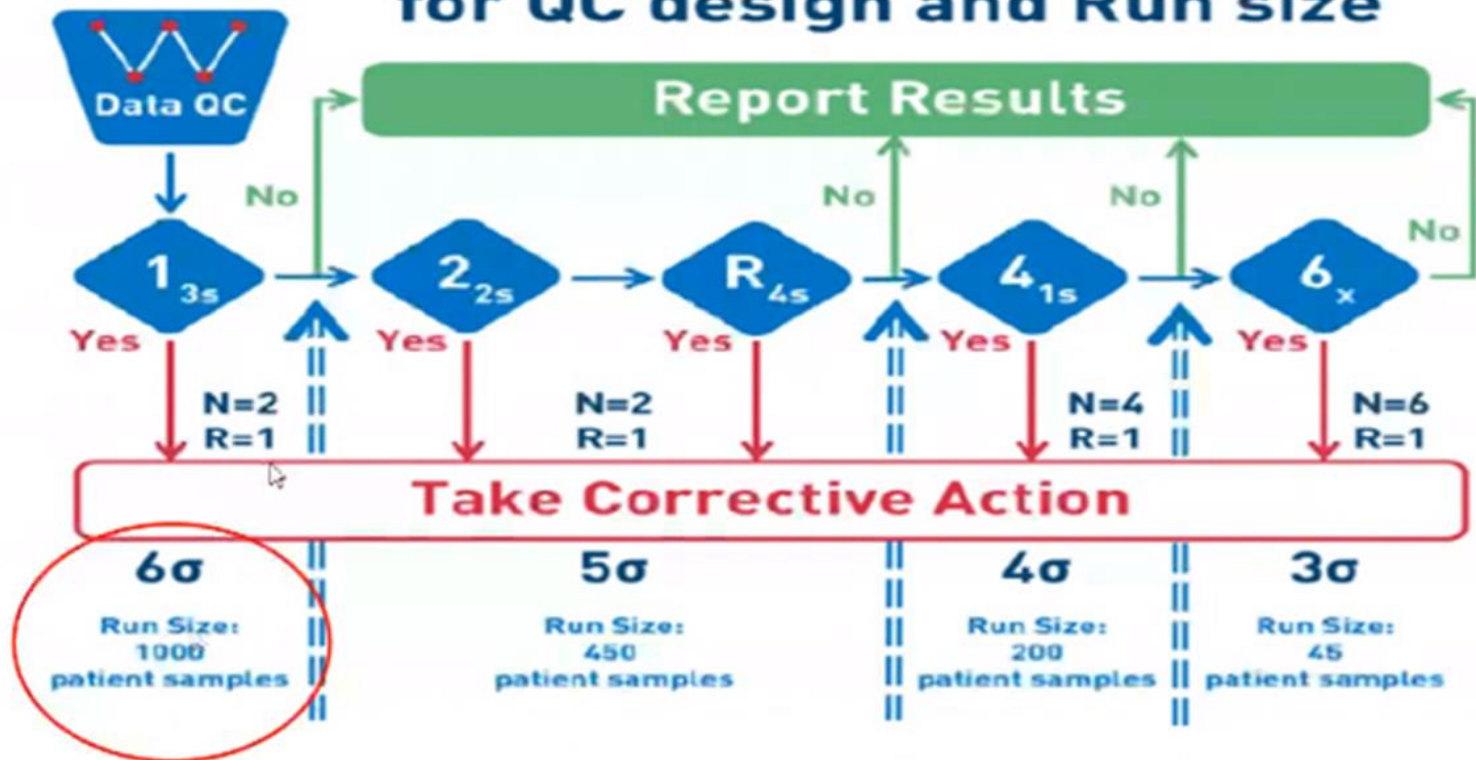 for QC design and Run size
Data QC
Report Results
No
No
No
No
1 3s
2 2s
R 4s
4 1s
6 x
Yes
Yes
Yes
Yes
Yes
N=2
R=1
N=2
R=1
N=4
R=1
N=6
R=1
Take Corrective Action
6σ
Run Size:
1000
patient samples
5σ
Run Size:
450
patient samples
4σ
Run Size:
200
patient samples
3σ
Run Size:
45
patient samples